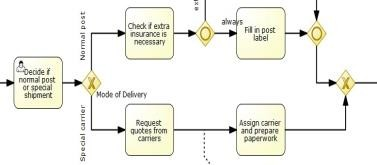 Normal post
Check if extra
insurance is
necessary
always
Fill in post
label
Decide if
normal post
or special
shipment
Mode of Delivery
Special carrier
Request
quotes from
carriers
Assign carrier
and prepare
paperwork